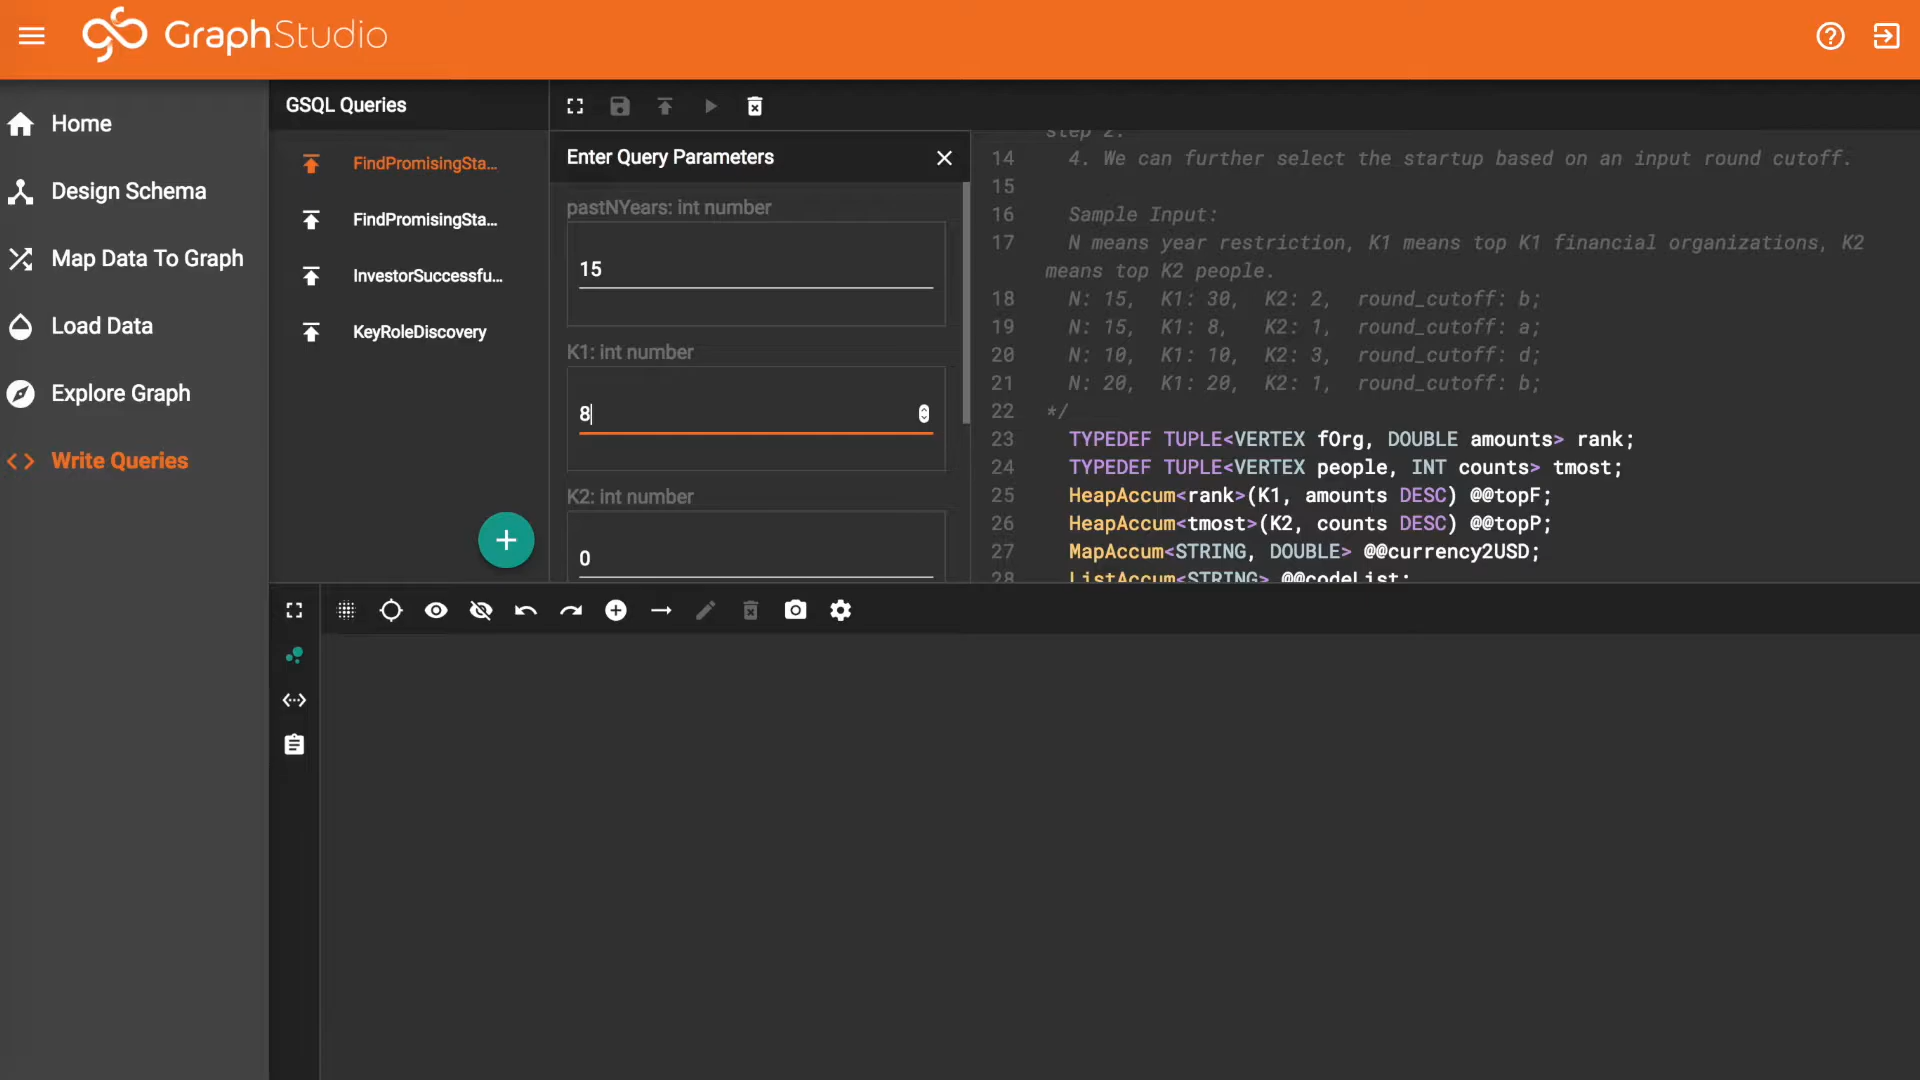 GraphStudio
Home
Design Schema
Map Data To Graph
Load Data
Explore Graph
Write Queries
GSQL Queries
FindPromisingSta...
FindPromisingSta...
InvestorSuccessfu...
KeyRoleDiscovery
Enter Query Parameters
pastNYears: int number
15
K1: int number
8
K2: int number
0
step 2.
14 4. We can further select the startup based on an input round cutoff.
15
16 Sample Input:
17 N means year restriction, K1 means top K1 financial organizations, K2
means top K2 people.
18 N: 15, K1: 30, K2: 2, round_cutoff: b;
19 N: 15, K1: 8, K2: 1, round_cutoff: a;
20 N: 10, K1: 10, K2: 3, round_cutoff: d;
21 N: 20, K1: 20, K2: 1, round_cutoff: b;
22 */
23 TYPEDEF TUPLE<VERTEX fOrg, DOUBLE amounts> rank;
24 TYPEDEF TUPLE<VERTEX people, INT counts> tmost;
25 HeapAccum<rank>(K1, amounts DESC) @@topF;
26 HeapAccum<tmost>(K2, counts DESC) @@topP;
27 MapAccum<STRING, DOUBLE> @@currency2USD;
28 ListAccum<STRING> @@codeList;